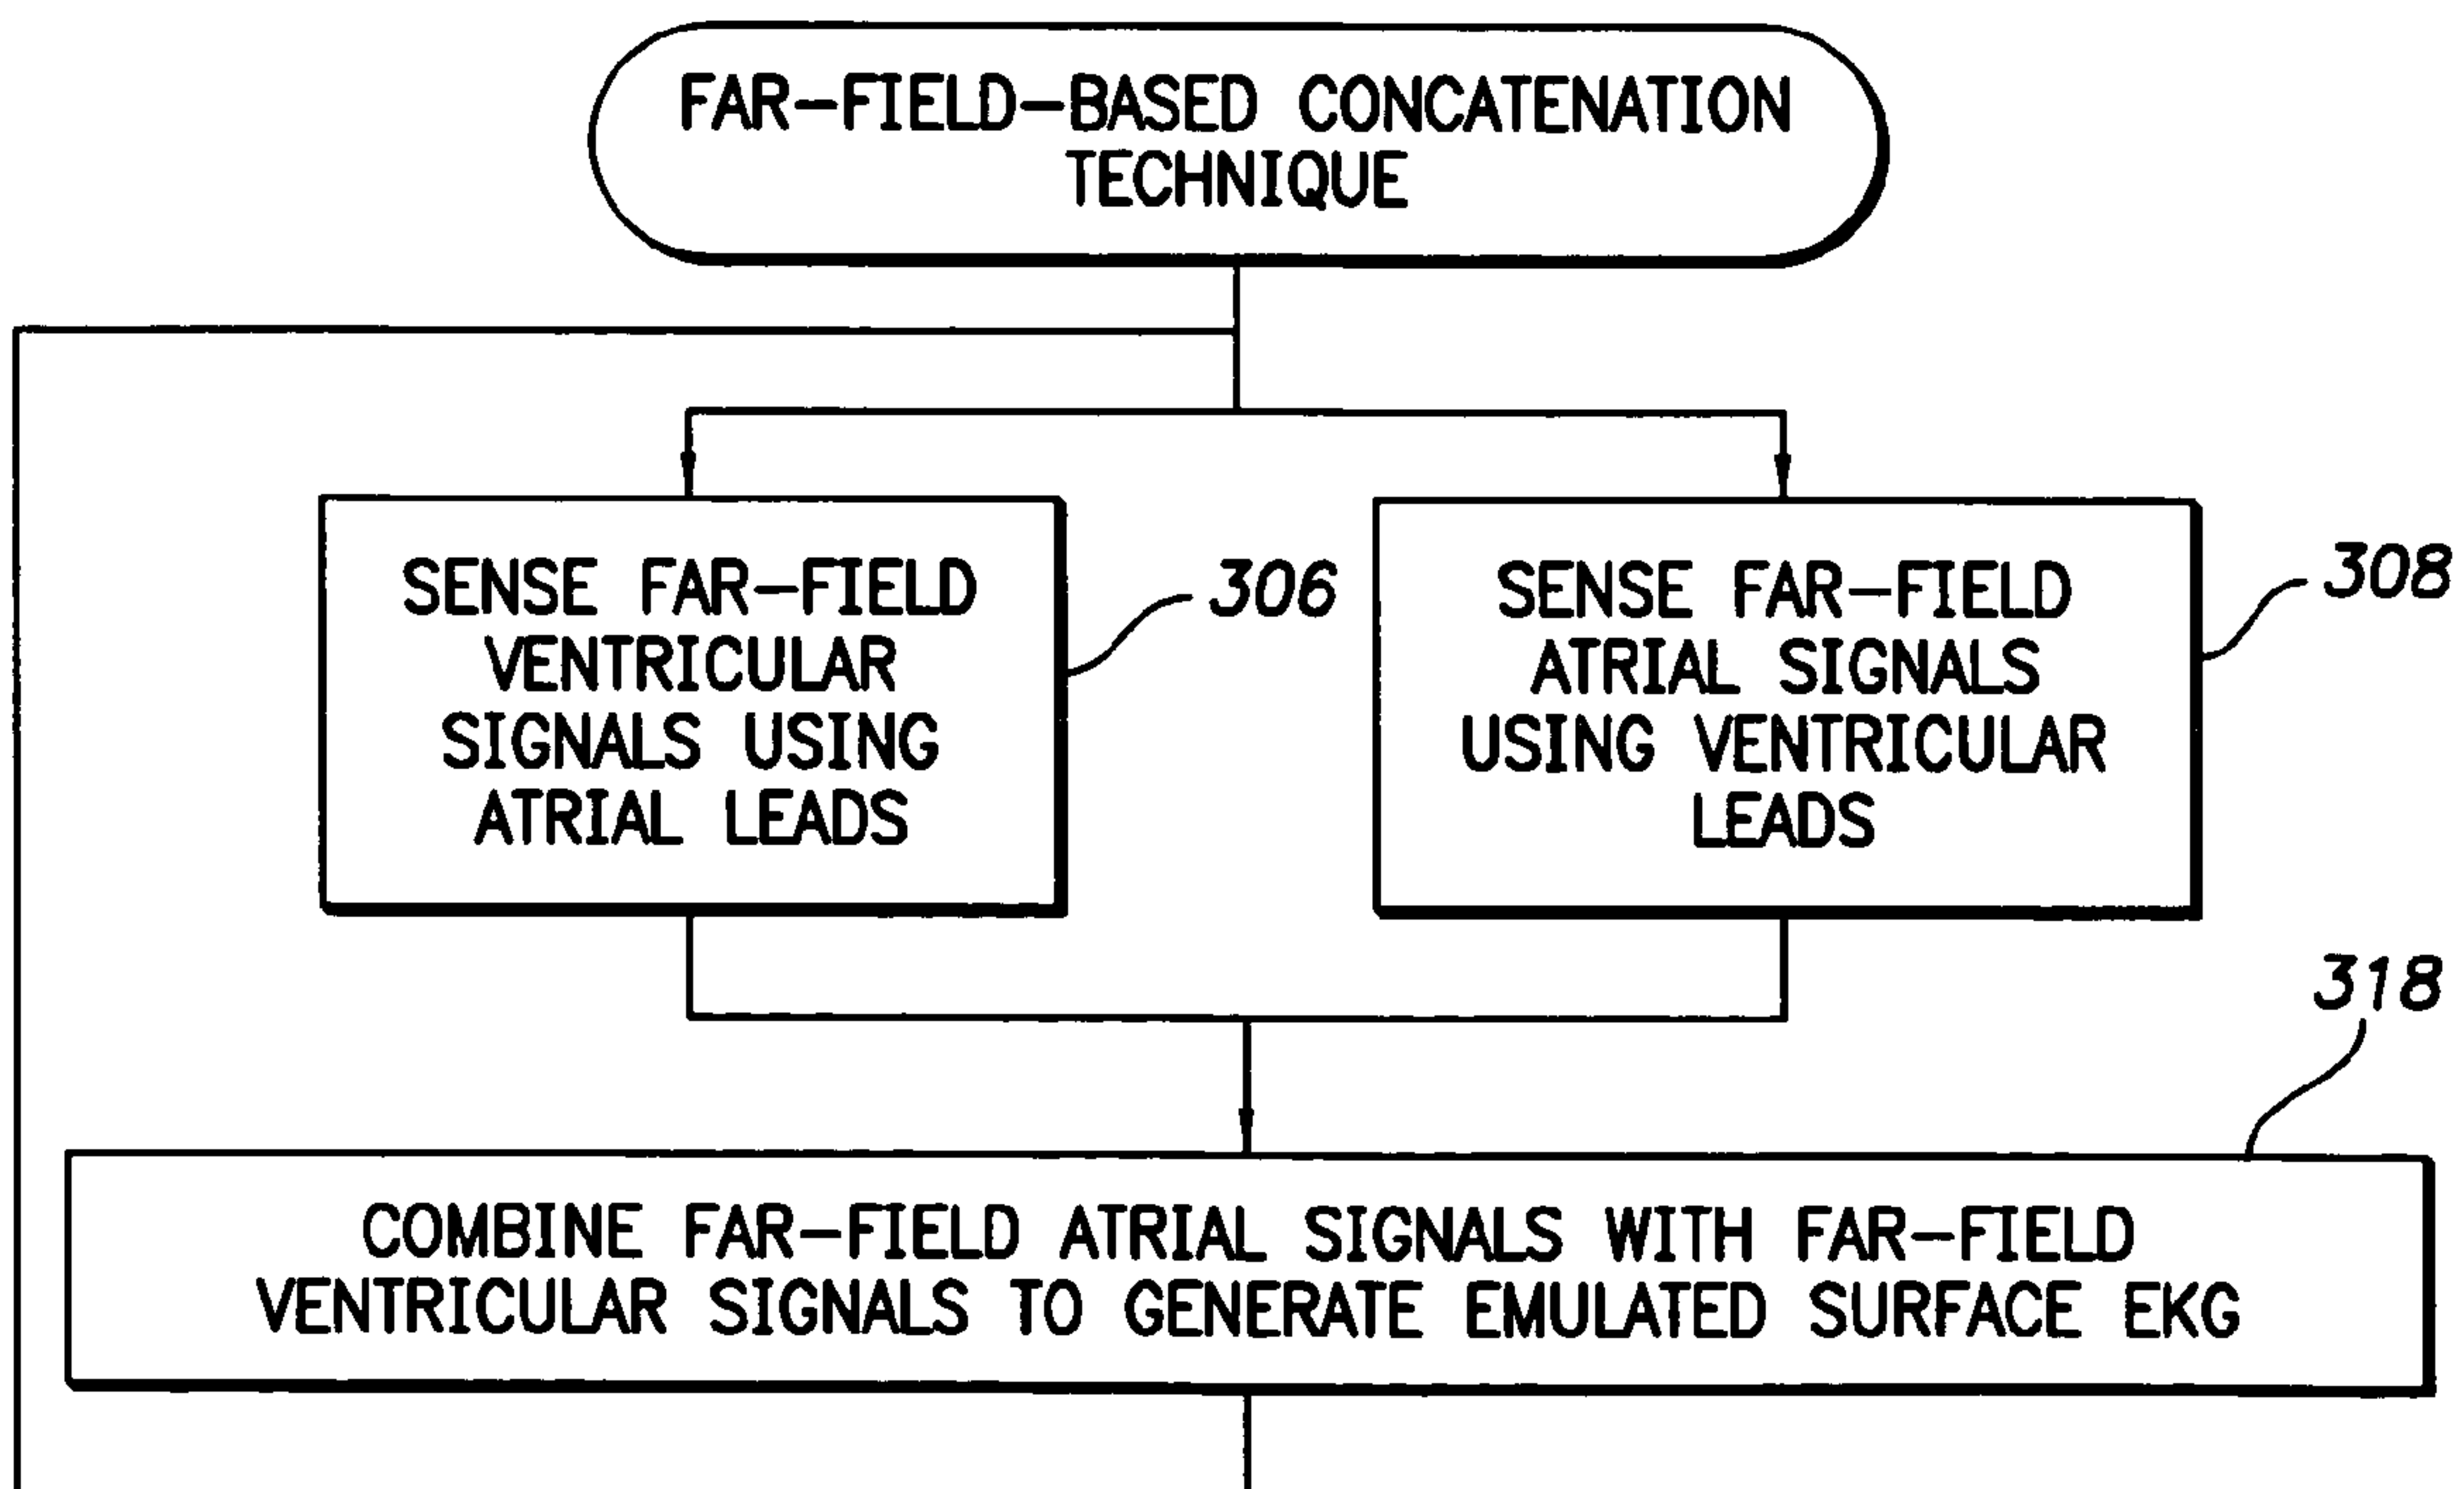 FAR-FIELD-BASED CONCATENATION
TECHNIQUE
SENSE FAR-FIELD
VENTRICULAR
SIGNALS USING
ATRIAL LEADS
306
SENSE FAR-FIELD
ATRIAL SIGNALS
USING VENTRICULAR
LEADS
308
318
COMBINE FAR-FIELD ATRIAL SIGNALS WITH FAR-FIELD
VENTRICULAR SIGNALS TO GENERATE EMULATED SURFACE EKG